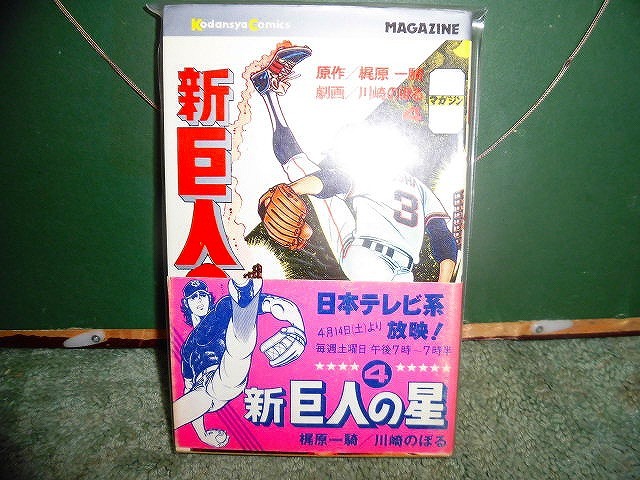 Kodansya Comics
MAGAZINE
原作／梶原一騎
劇画／川崎のぼる
4
マガジン
新巨人
3
日本テレビ系
4月14日(土)より放映！
毎週土曜日 午後7時〜7時半
★★★★ 4 ★★★★★
新巨人の星
梶原一騎／川崎のぼる